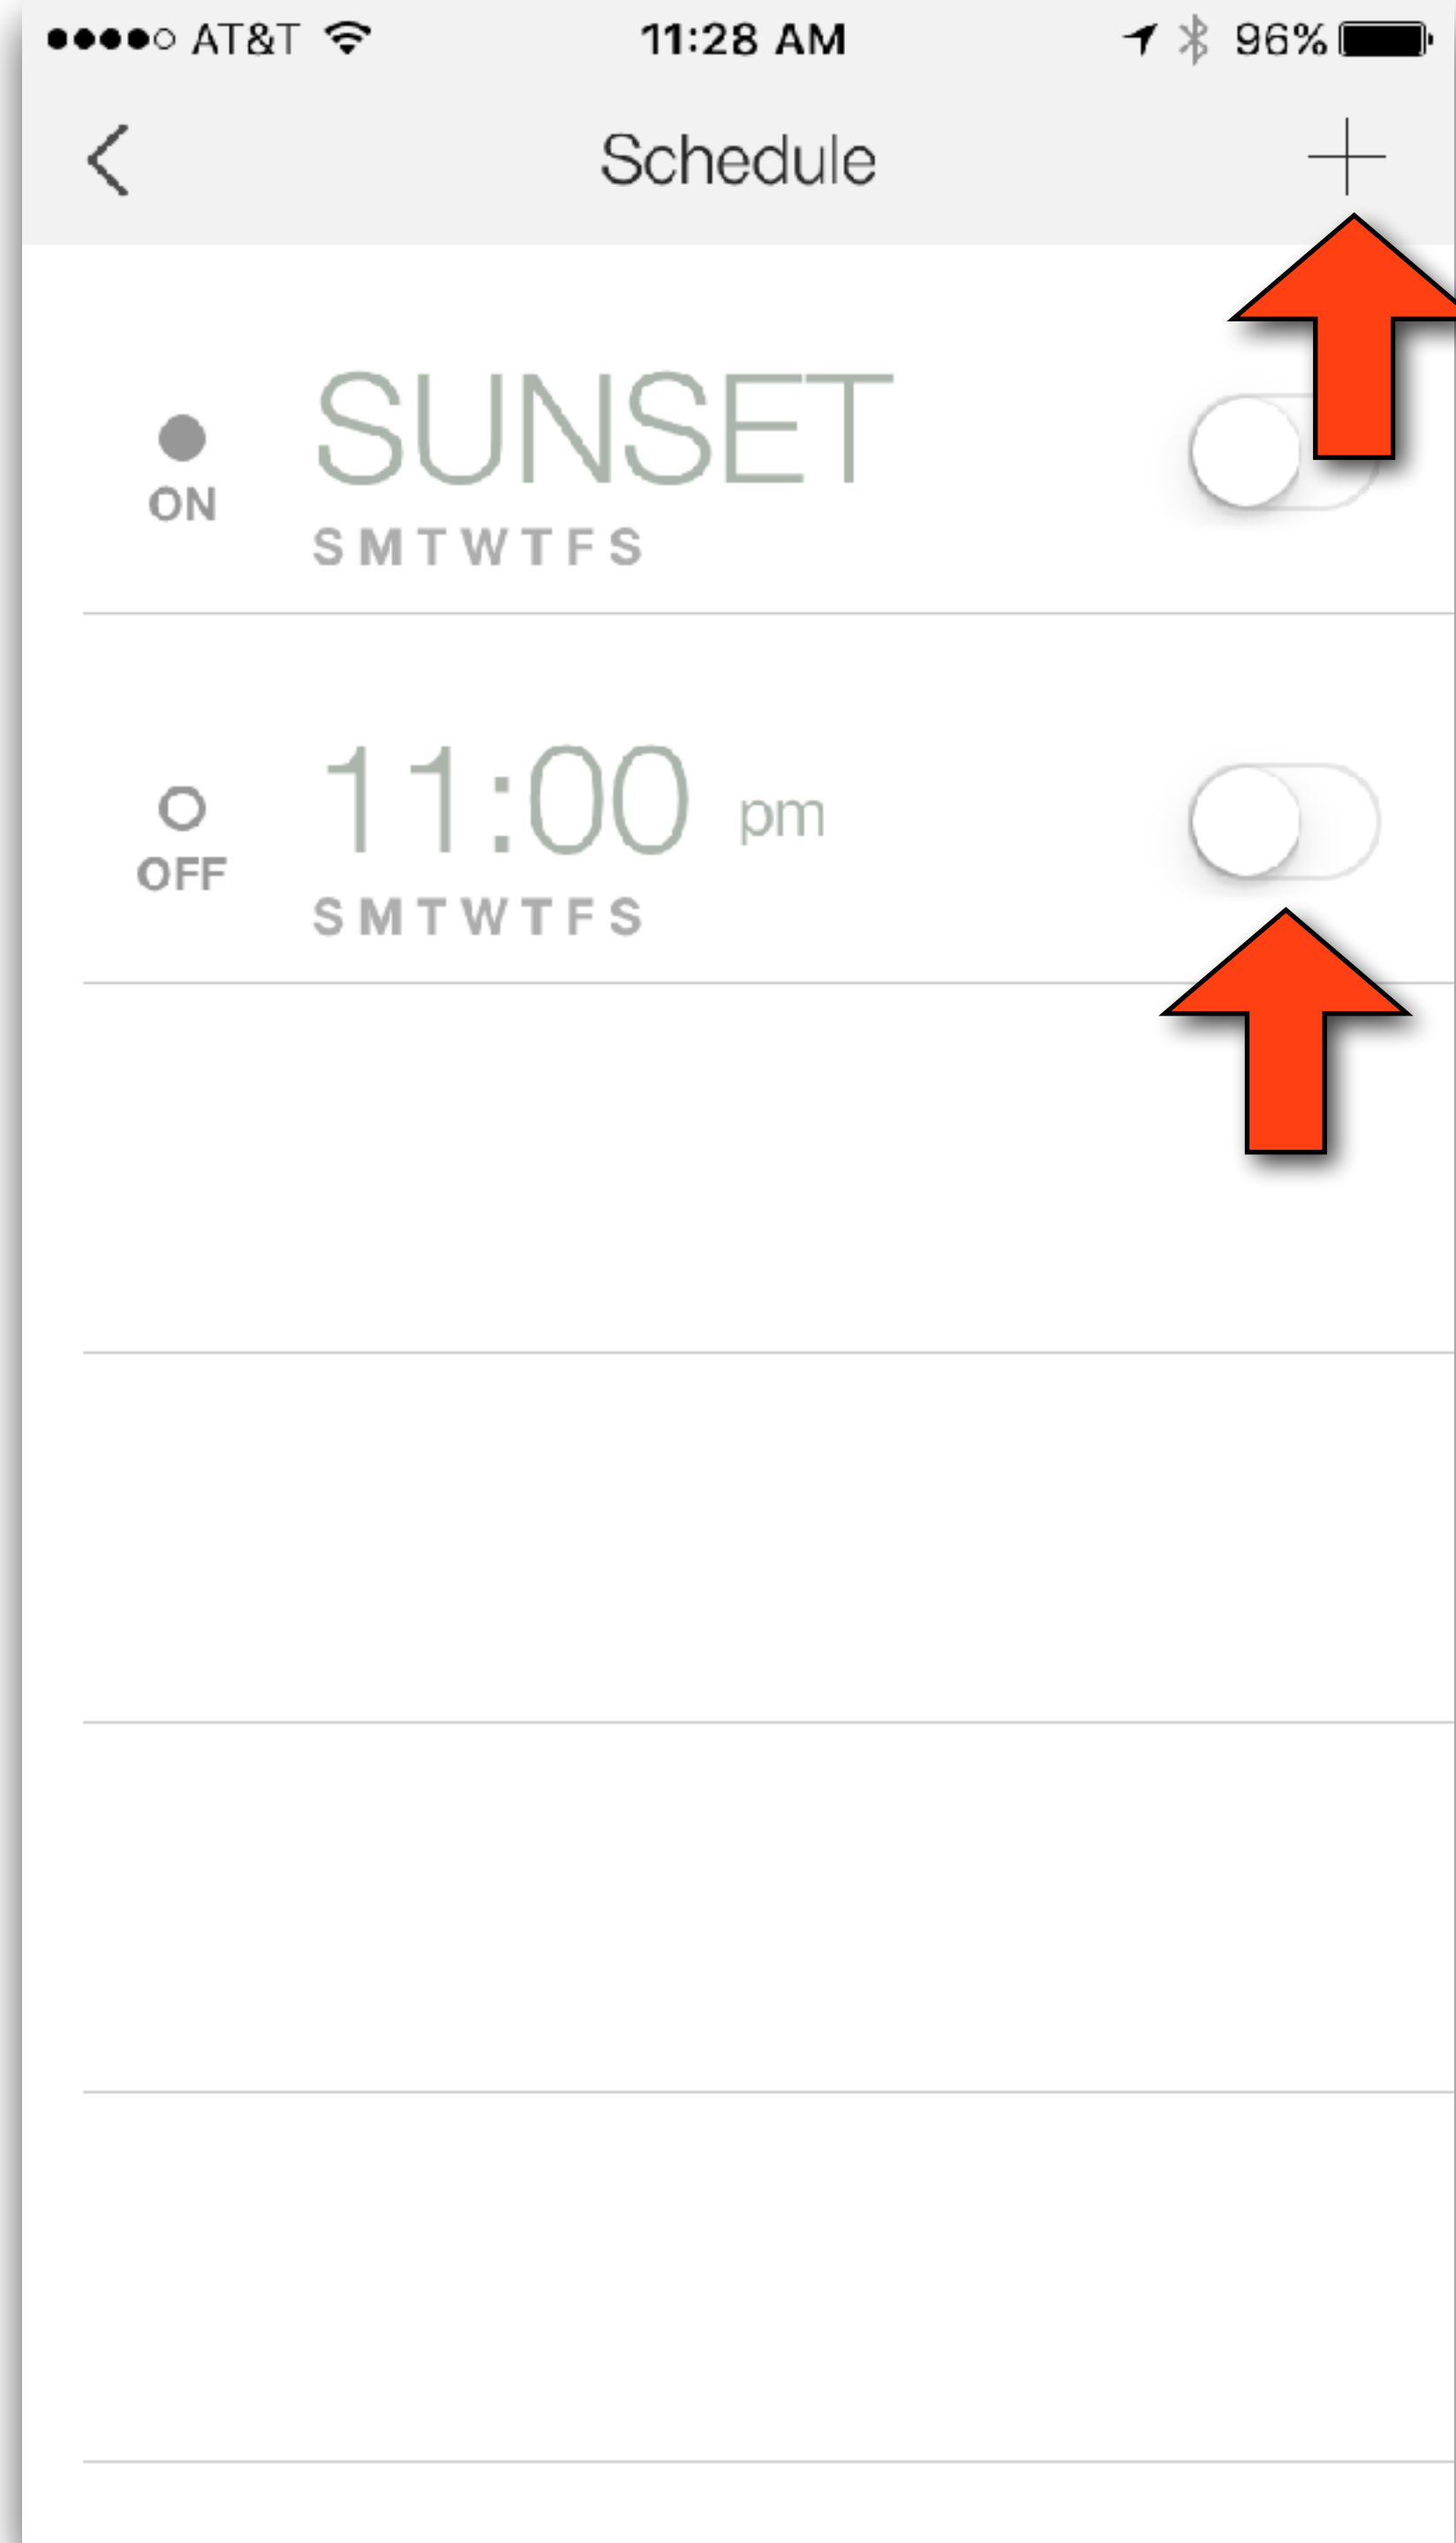 AT&T 11:28 AM 96%
Schedule
SUNSET
ON
S M T W T F S
11:00 pm
OFF
S M T W T F S